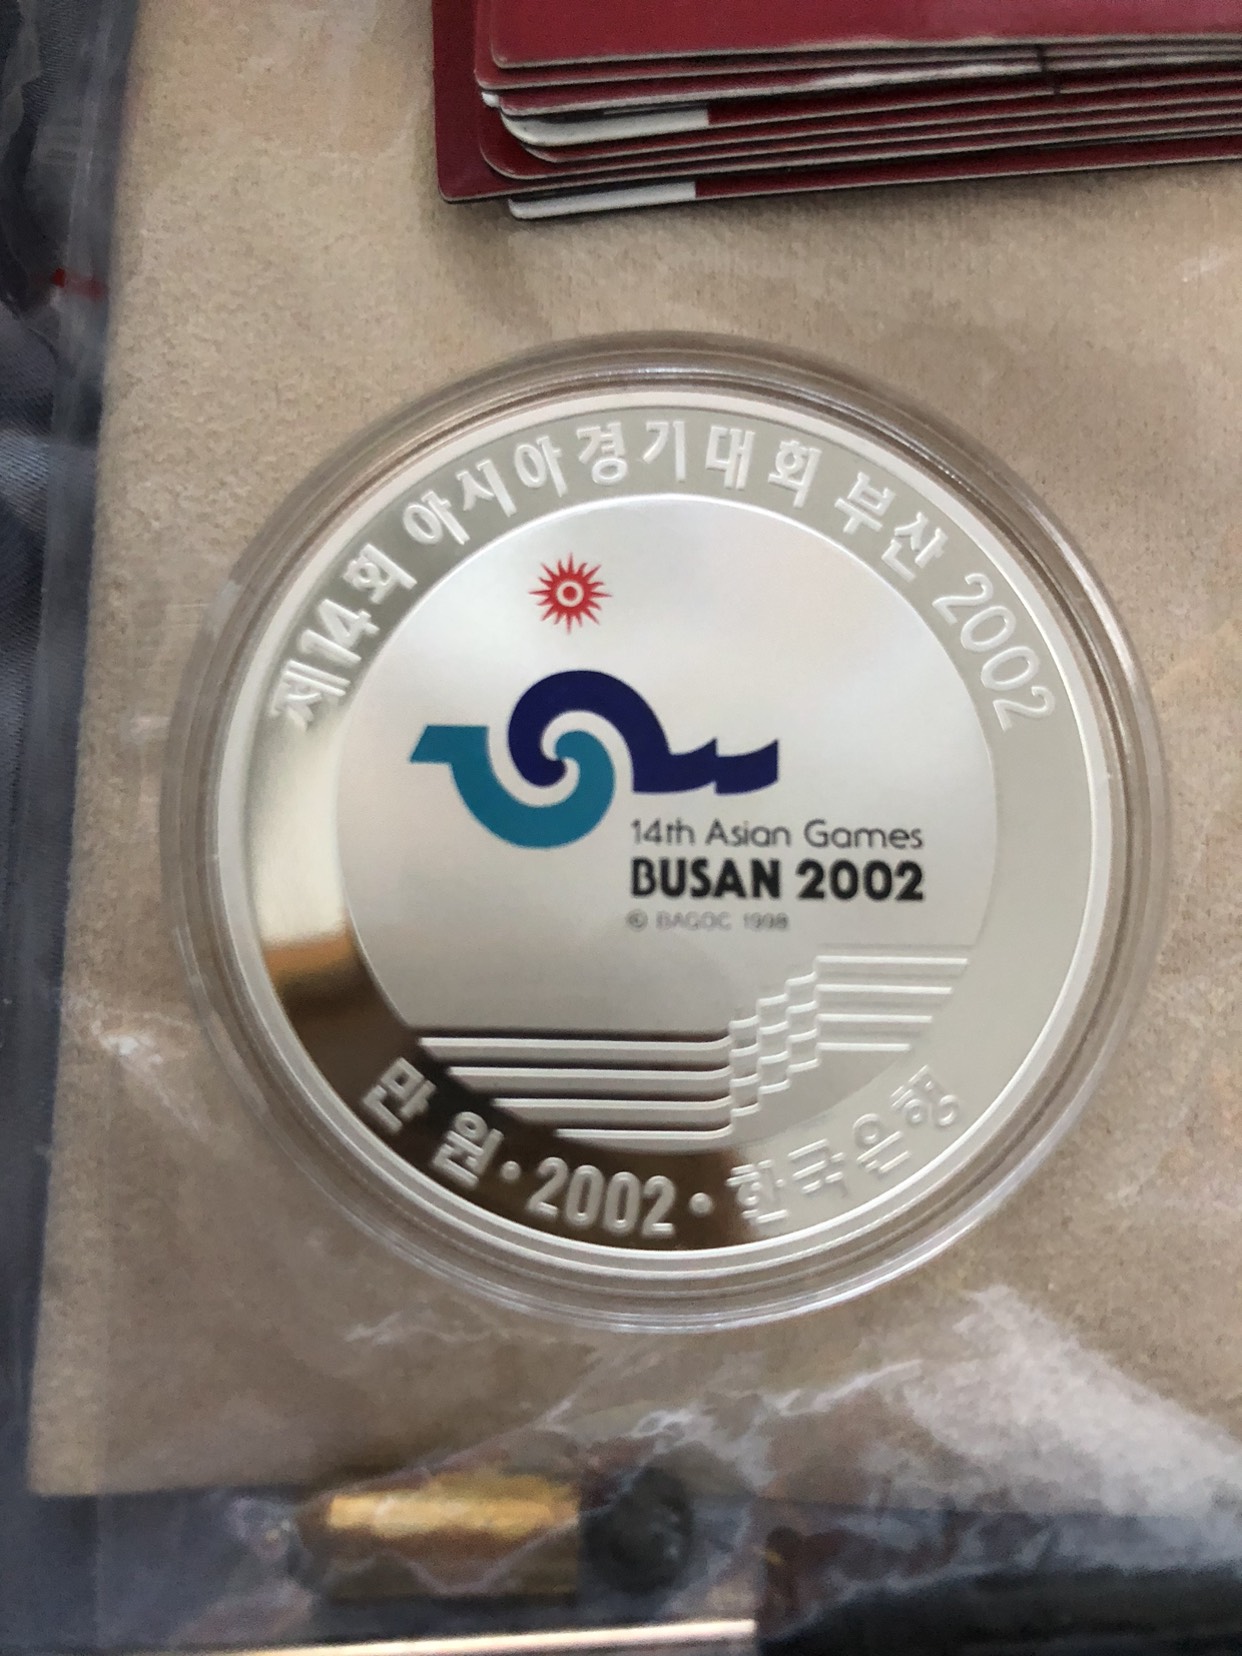 제14회 아시아경기대회 부산 2002
14th Asian Games
BUSAN 2002
© BAGOC 1998
만원·2002·한국은행